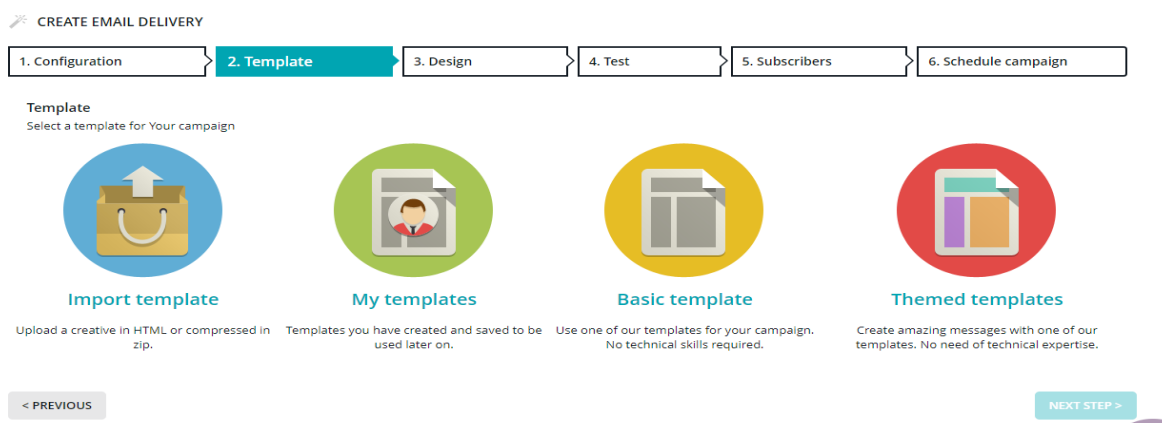 CREATE EMAIL DELIVERY
1. Configuration
2. Template
3. Design
4. Test
5. Subscribers
6. Schedule campaign
Template
Select a template for Your campaign
Import template
Upload a creative in HTML or compressed in
zip.
My templates
Templates you have created and saved to be
used later on.
Basic template
Use one of our templates for your campaign.
No technical skills required.
Themed templates
Create amazing messages with one of our
templates. No need of technical expertise.
< PREVIOUS
NEXT STEP >